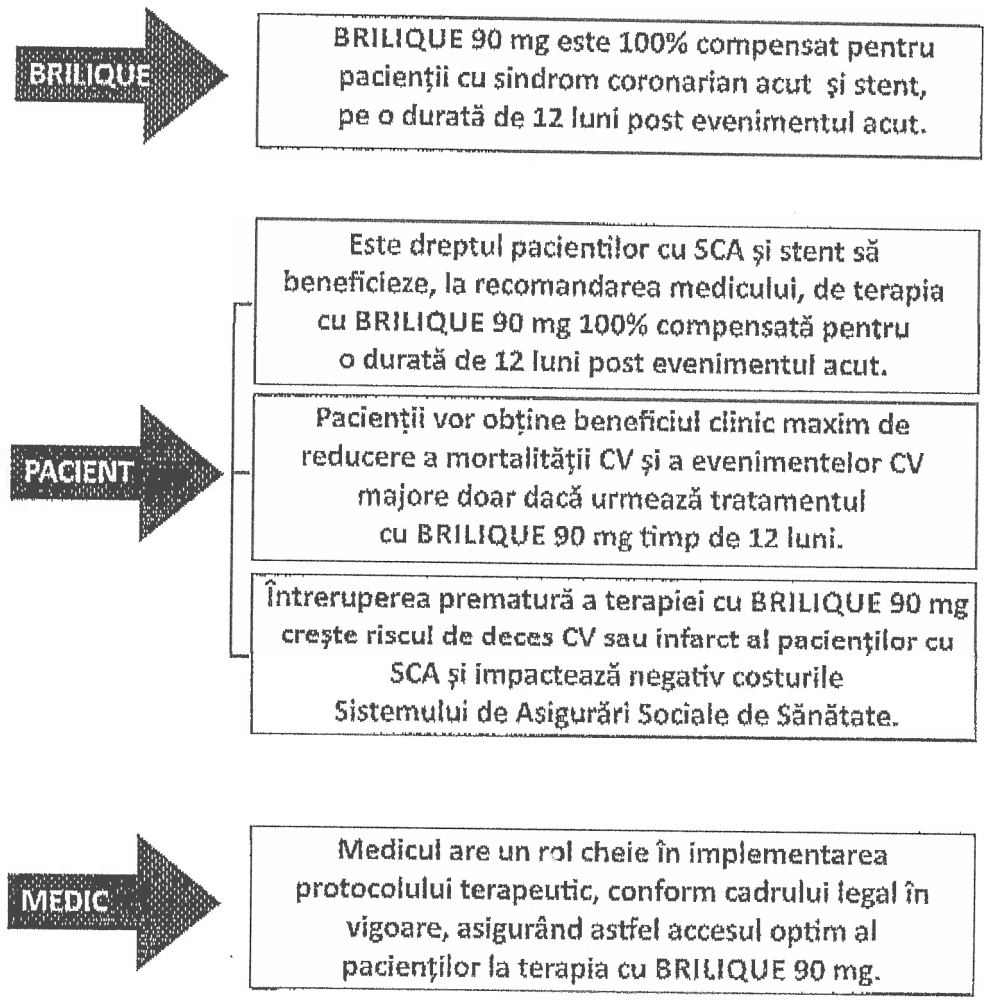 BRILIQUE
BRILIQUE 90 mg este 100% compensat pentru
pacienții cu sindrom coronarian acut și stent,
pe o durată de 12 luni post evenimentul acut.
PACIENT
Este dreptul pacientilor cu SCA și stent să
beneficieze, la recomandarea medicului, de terapia
cu BRILIQUE 90 mg 100% compensată pentru
o durată de 12 luni post evenimentul acut.
Pacienții vor obține beneficiul clinic maxim de
reducere a mortalității CV și a evenimentelor CV
majore doar dacă urmează tratamentul
cu BRILIQUE 90 mg timp de 12 luni.
Întreruperea prematură a terapiei cu BRILIQUE 90 mg
crește riscul de deces CV sau infarct al pacienților cu
SCA și impactează negativ costurile
Sistemului de Asigurări Sociale de Sănătate.
MEDIC
Medicul are un rol cheie în implementarea
protocolului terapeutic, conform cadrului legal în
vigoare, asigurând astfel accesul optim al
pacienților la terapia cu BRILIQUE 90 mg.